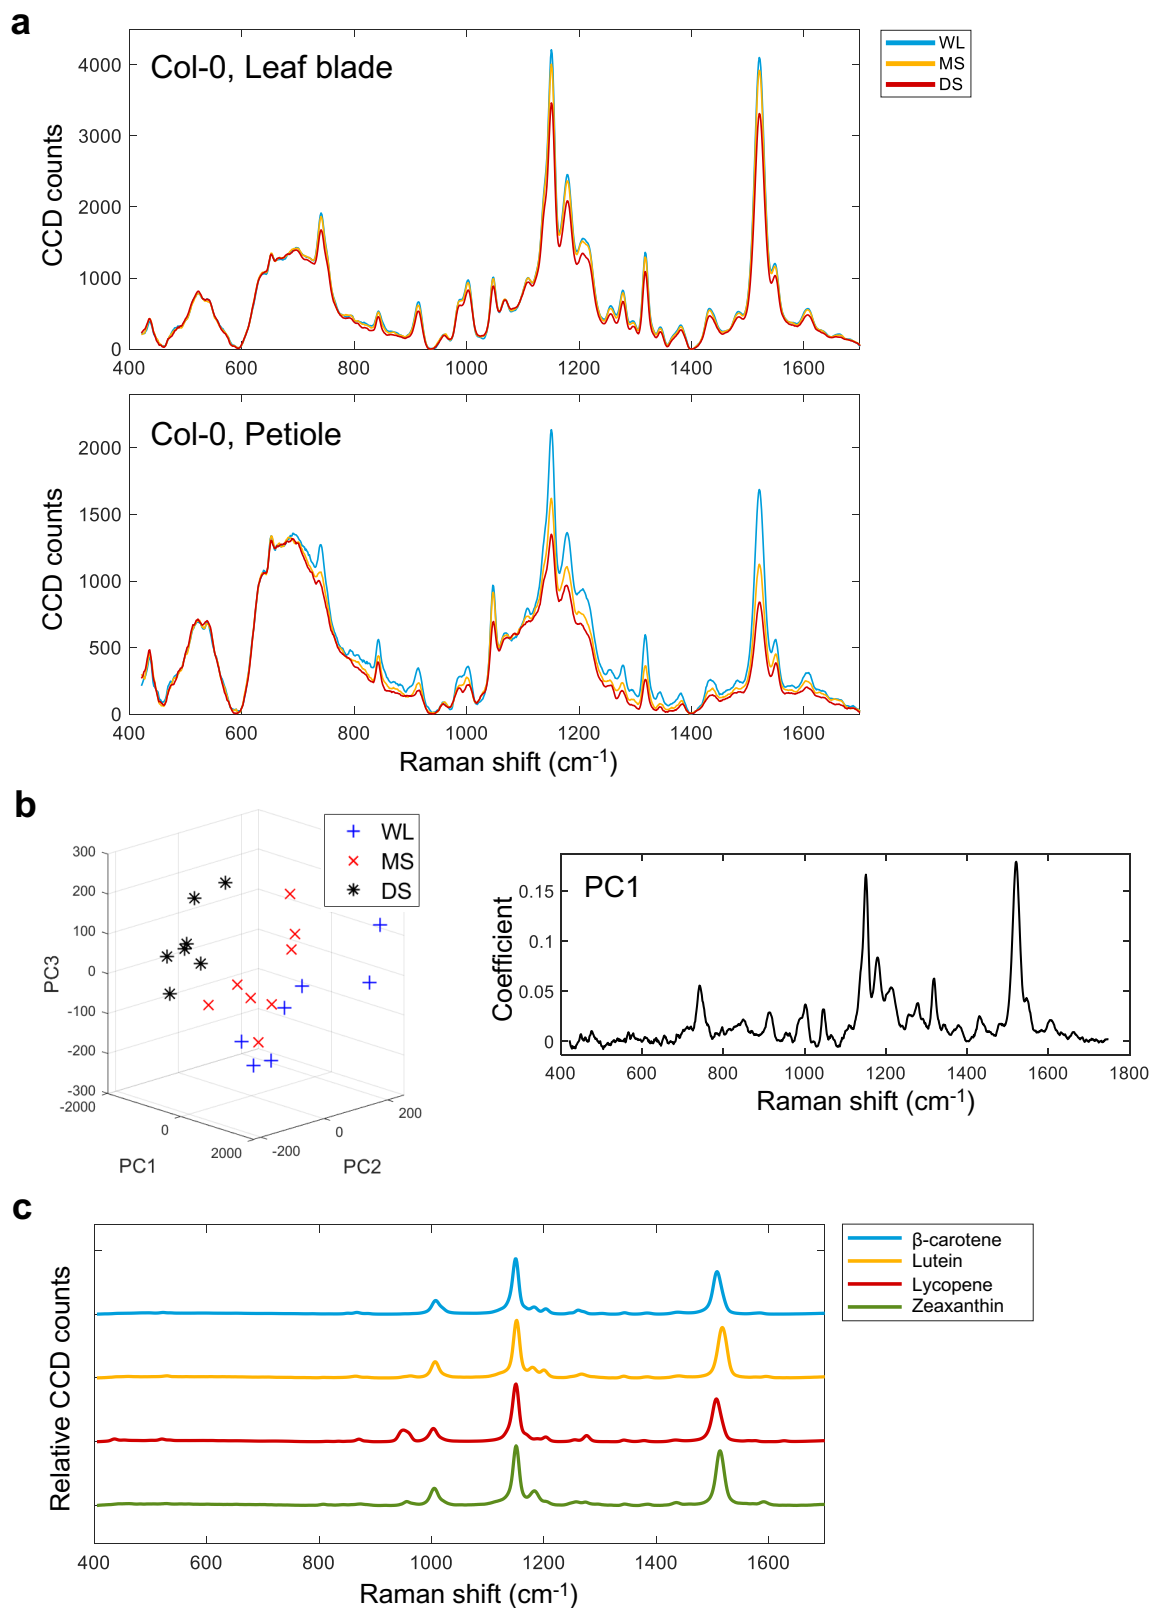 a
Col-0, Leaf blade
WL
MS
DS
CCD counts
4000
3000
2000
1000
0
400 600 800 1000 1200 1400 1600
Col-0, Petiole
CCD counts
2000
1500
1000
500
0
400 600 800 1000 1200 1400 1600
Raman shift (cm-1)
b
WL
MS
DS
300
200
100
0
-100
-200
-300
PC3
-2000
0
2000
PC1
-200
0
200
PC2
PC1
Coefficient
0.15
0.1
0.05
0
400 600 800 1000 1200 1400 1600 1800
Raman shift (cm-1)
c
β-carotene
Lutein
Lycopene
Zeaxanthin
Relative CCD counts
400 600 800 1000 1200 1400 1600
Raman shift (cm-1)